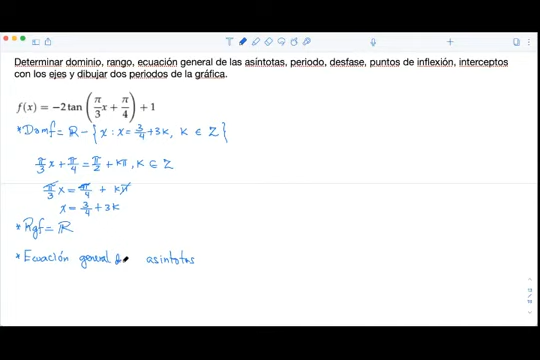 Determinar dominio, rango, ecuación general de las asíntotas, periodo, desfase, puntos de inflexión, interceptos
con los ejes y dibujar dos periodos de la gráfica.
f(x) = −2 tan (π/3 x + π/4) + 1
* Dom f = ℝ − {x : x = 3/4 + 3k, k ∈ Z}
π/3 x + π/4 = π/2 + kπ, k ∈ Z
π/3 x = π/4 + kπ
x = 3/4 + 3k
* Rgf = ℝ
* Ecuación general de asíntotas